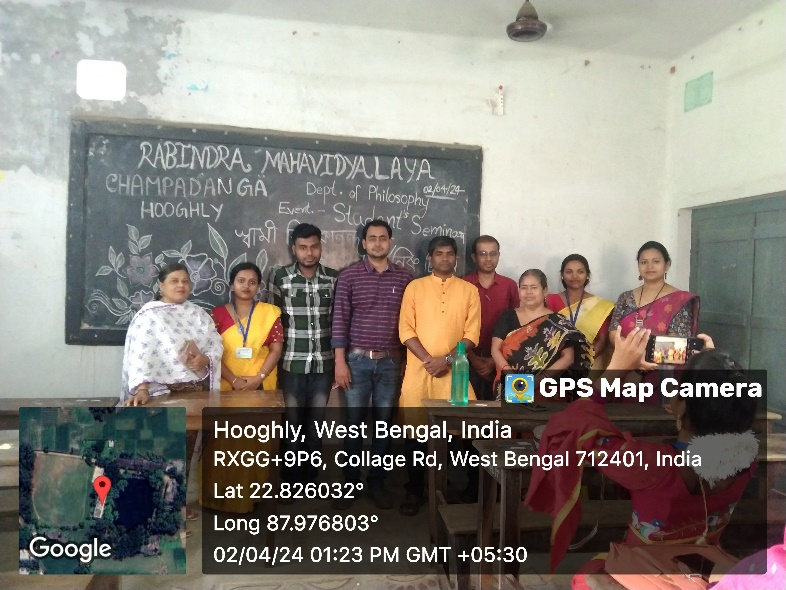 RABINDRA MAHAVIDYALAYA
CHAMPADANGA
Dept. of Philosophy
02/04/24
HOOGHLY
Event - Student's Seminar
স্বামী
GPS Map Camera
Hooghly, West Bengal, India
RXGG+9P6, Collage Rd, West Bengal 712401, India
Lat 22.826032°
Long 87.976803°
02/04/24 01:23 PM GMT +05:30
Google